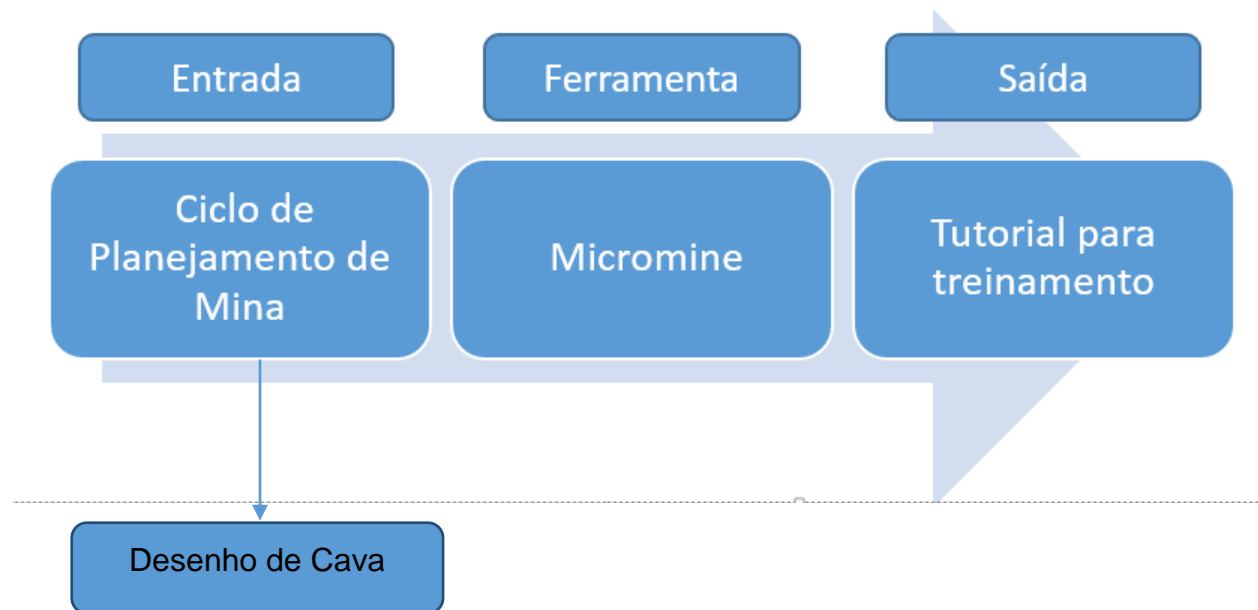 Entrada
Ferramenta
Saída
Ciclo de
Planejamento de
Mina
Micromine
Tutorial para
treinamento
Desenho de Cava